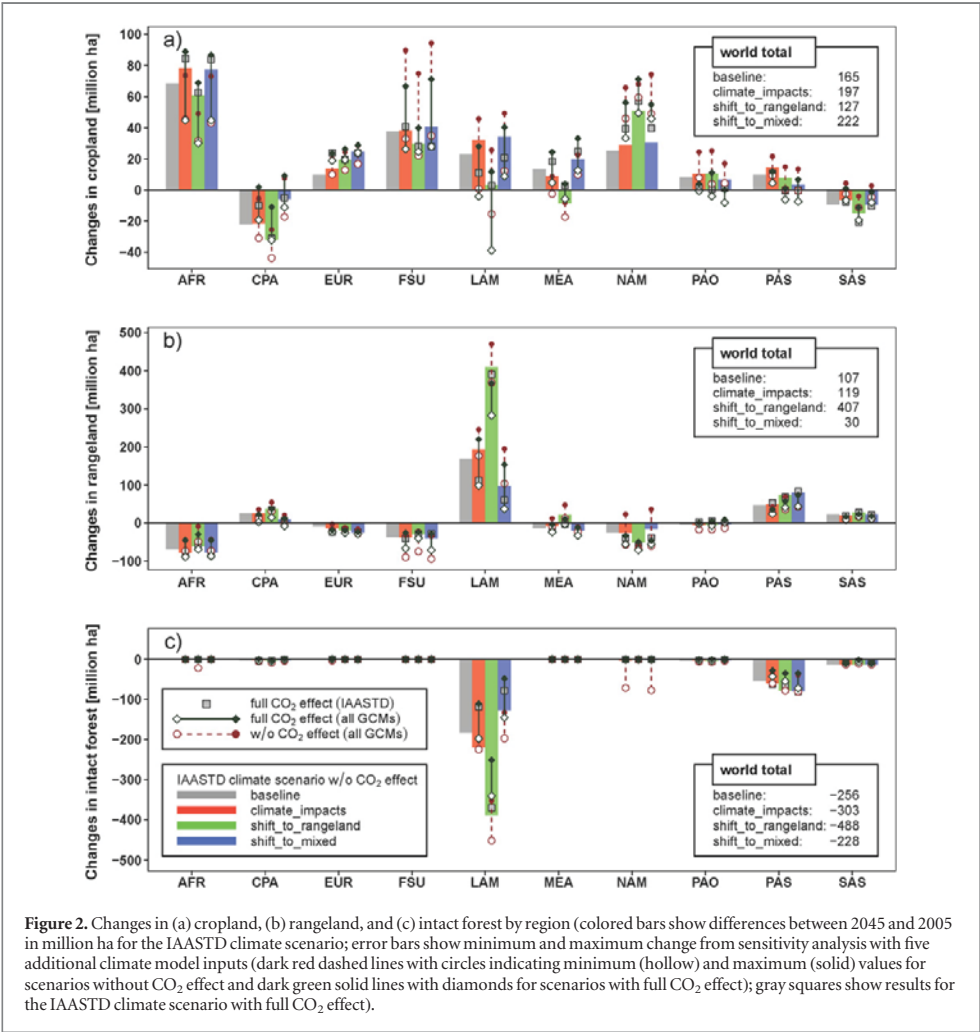 a)
Changes in cropland [million ha]
100
80
60
40
20
0
−20
−40
world total
baseline: 165
climate_impacts: 197
shift_to_rangeland: 127
shift_to_mixed: 222
AFR CPA EUR FSU LAM MEA NAM PAO PAS SAS
b)
Changes in rangeland [million ha]
500
400
300
200
100
0
−100
world total
baseline: 107
climate_impacts: 119
shift_to_rangeland: 407
shift_to_mixed: 30
AFR CPA EUR FSU LAM MEA NAM PAO PAS SAS
c)
Changes in intact forest [million ha]
0
−100
−200
−300
−400
−500
full CO₂ effect (IAASTD)
full CO₂ effect (all GCMs)
w/o CO₂ effect (all GCMs)
IAASTD climate scenario w/o CO₂ effect
baseline
climate_impacts
shift_to_rangeland
shift_to_mixed
world total
baseline: −256
climate_impacts: −303
shift_to_rangeland: −488
shift_to_mixed: −228
AFR CPA EUR FSU LAM MEA NAM PAO PAS SAS
Figure 2. Changes in (a) cropland, (b) rangeland, and (c) intact forest by region (colored bars show differences between 2045 and 2005
in million ha for the IAASTD climate scenario; error bars show minimum and maximum change from sensitivity analysis with five
additional climate model inputs (dark red dashed lines with circles indicating minimum (hollow) and maximum (solid) values for
scenarios without CO₂ effect and dark green solid lines with diamonds for scenarios with full CO₂ effect); gray squares show results for
the IAASTD climate scenario with full CO₂ effect).